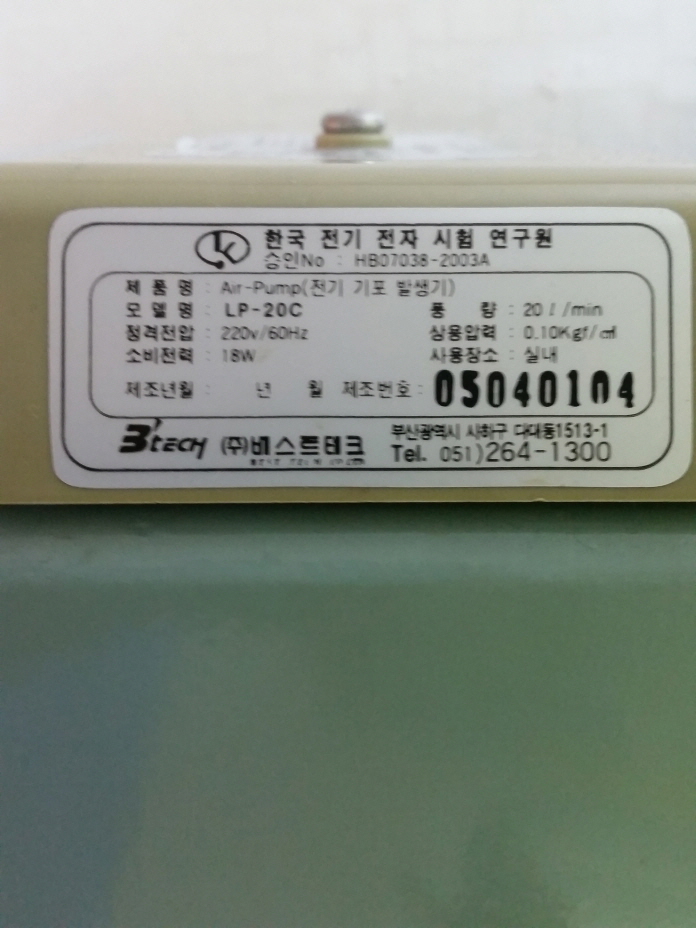 한국 전기 전자 시험 연구원
승인No : HB07038-2003A
제 품 명 : Air-Pump(전기 기포 발생기)
모 델 명 : LP-20C 풍 량 : 20 l /min
정격전압 : 220v/60Hz 상용압력 : 0.10Kgf/㎠
소비전력 : 18W 사용장소 : 실내
제조년월 : 년 월 제조번호 : 05040104
B'TECH (주)베스트테크 부산광역시 사하구 다대동1513-1
Tel. 051)264-1300